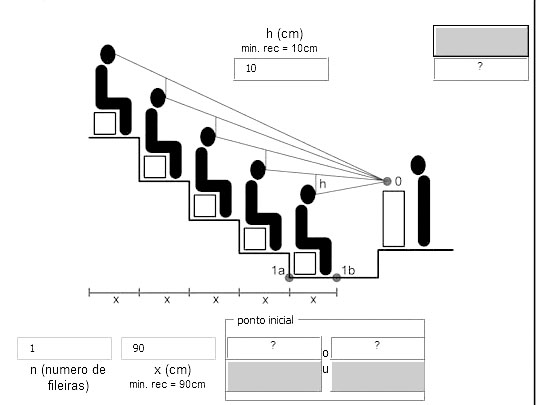 h (cm)
min. rec = 10cm
10
?
0
h
1a
1b
x x x x x
ponto inicial
1
90
?
o
?
u
n (numero de
fileiras)
x (cm)
min. rec = 90cm